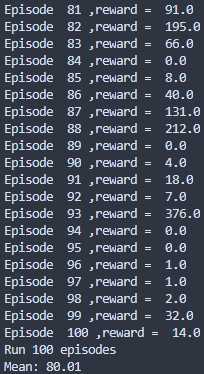 Episode  81 ,reward =  91.0
Episode  82 ,reward =  195.0
Episode  83 ,reward =  66.0
Episode  84 ,reward =  0.0
Episode  85 ,reward =  8.0
Episode  86 ,reward =  40.0
Episode  87 ,reward =  131.0
Episode  88 ,reward =  212.0
Episode  89 ,reward =  0.0
Episode  90 ,reward =  4.0
Episode  91 ,reward =  18.0
Episode  92 ,reward =  7.0
Episode  93 ,reward =  376.0
Episode  94 ,reward =  0.0
Episode  95 ,reward =  0.0
Episode  96 ,reward =  1.0
Episode  97 ,reward =  1.0
Episode  98 ,reward =  2.0
Episode  99 ,reward =  32.0
Episode  100 ,reward =  14.0
Run 100 episodes
Mean: 80.01